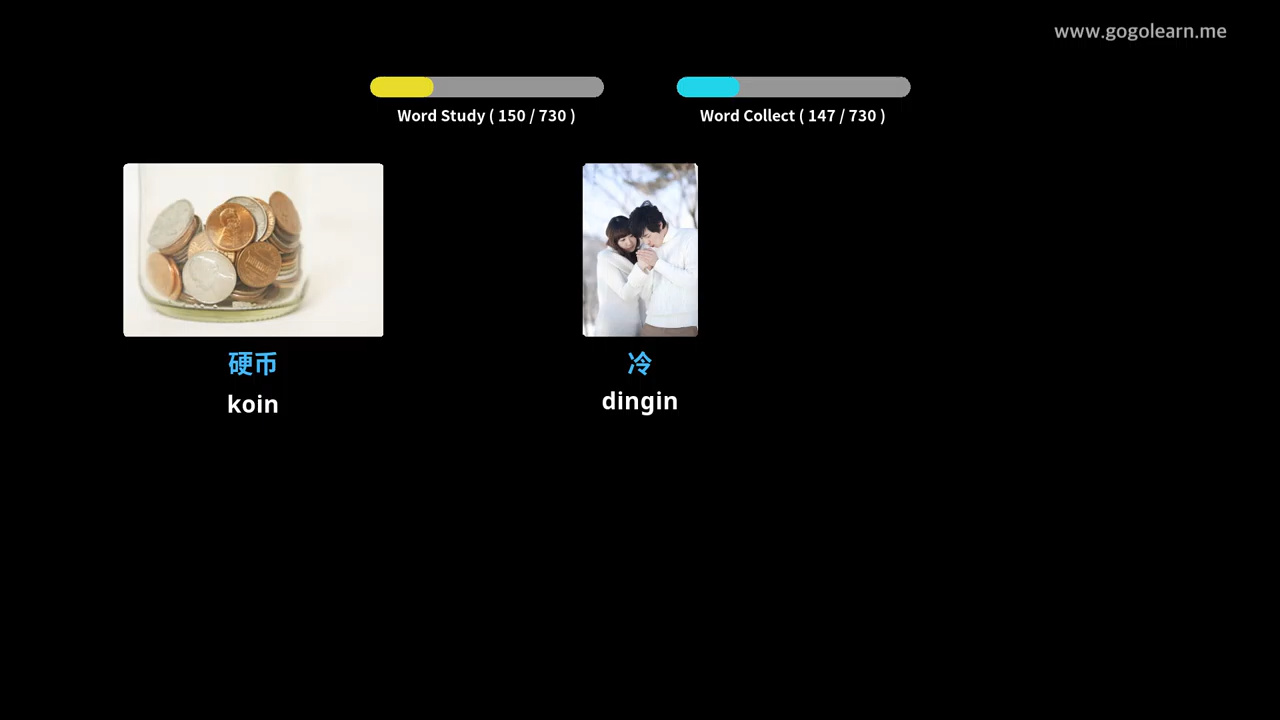 www.gogolearn.me
Word Study ( 150 / 730 )
Word Collect ( 147 / 730 )
硬币
koin
冷
dingin